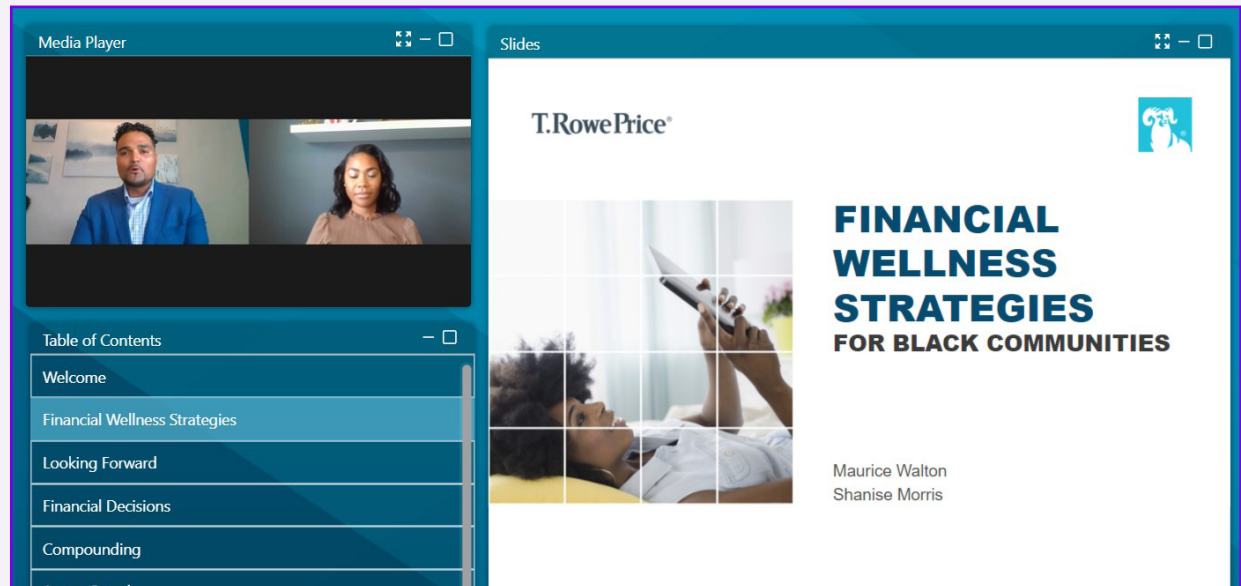 Media Player
Slides
T.RowePrice®
FINANCIAL
WELLNESS
STRATEGIES
FOR BLACK COMMUNITIES
Maurice Walton
Shanise Morris
Table of Contents
Welcome
Financial Wellness Strategies
Looking Forward
Financial Decisions
Compounding